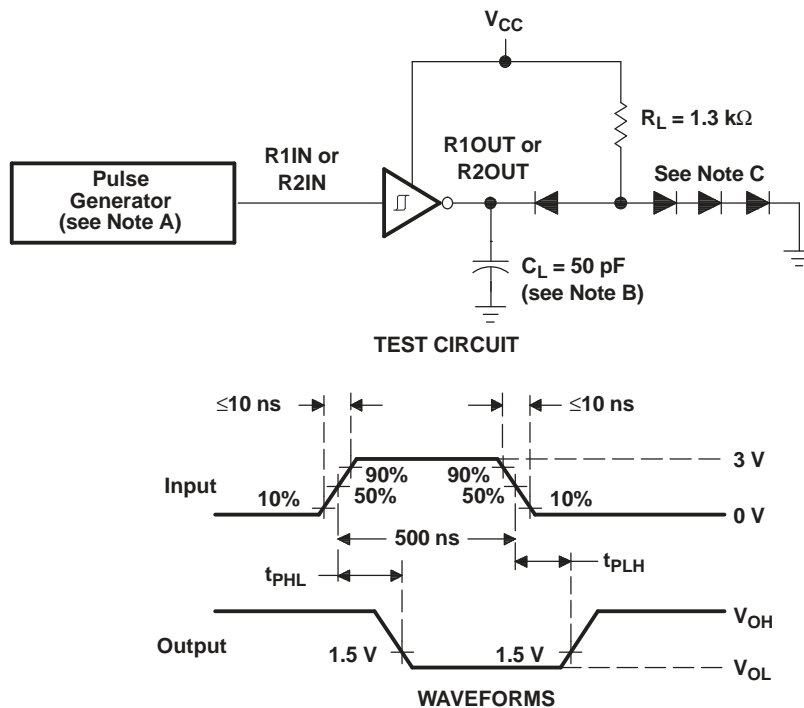 VCC
RL = 1.3 kΩ
R1IN or
R2IN
R1OUT or
R2OUT
See Note C
Pulse
Generator
(see Note A)
CL = 50 pF
(see Note B)
TEST CIRCUIT
≤10 ns
≤10 ns
Input
10%
90%
50%
90%
50%
10%
3 V
0 V
500 ns
tPHL
tPLH
Output
1.5 V
1.5 V
VOH
VOL
WAVEFORMS